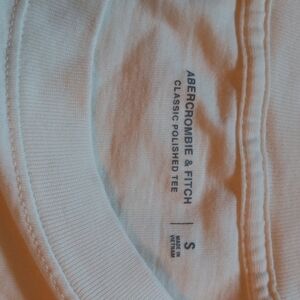 ABERCROMBIE & FITCH
CLASSIC POLISHED TEE
S
MADE IN
VIETNAM